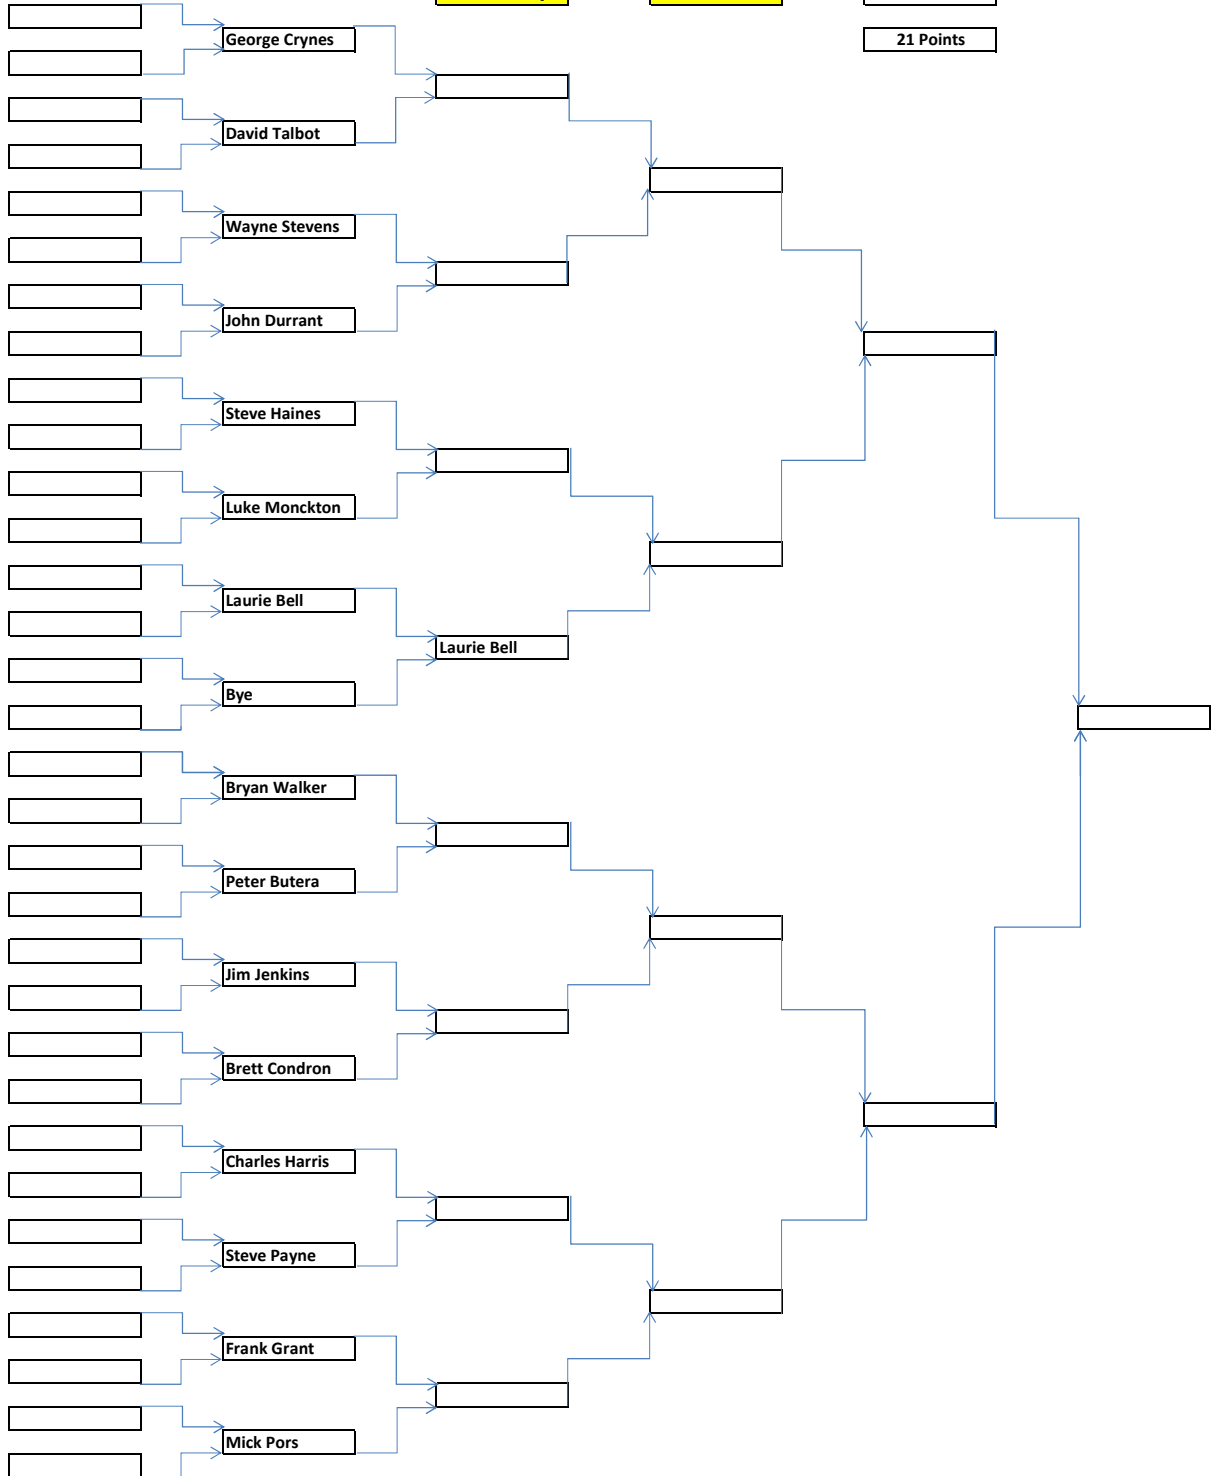 George Crynes
21 Points
David Talbot
Wayne Stevens
John Durrant
Steve Haines
Luke Monckton
Laurie Bell
Laurie Bell
Bye
Bryan Walker
Peter Butera
Jim Jenkins
Brett Condron
Charles Harris
Steve Payne
Frank Grant
Mick Pors